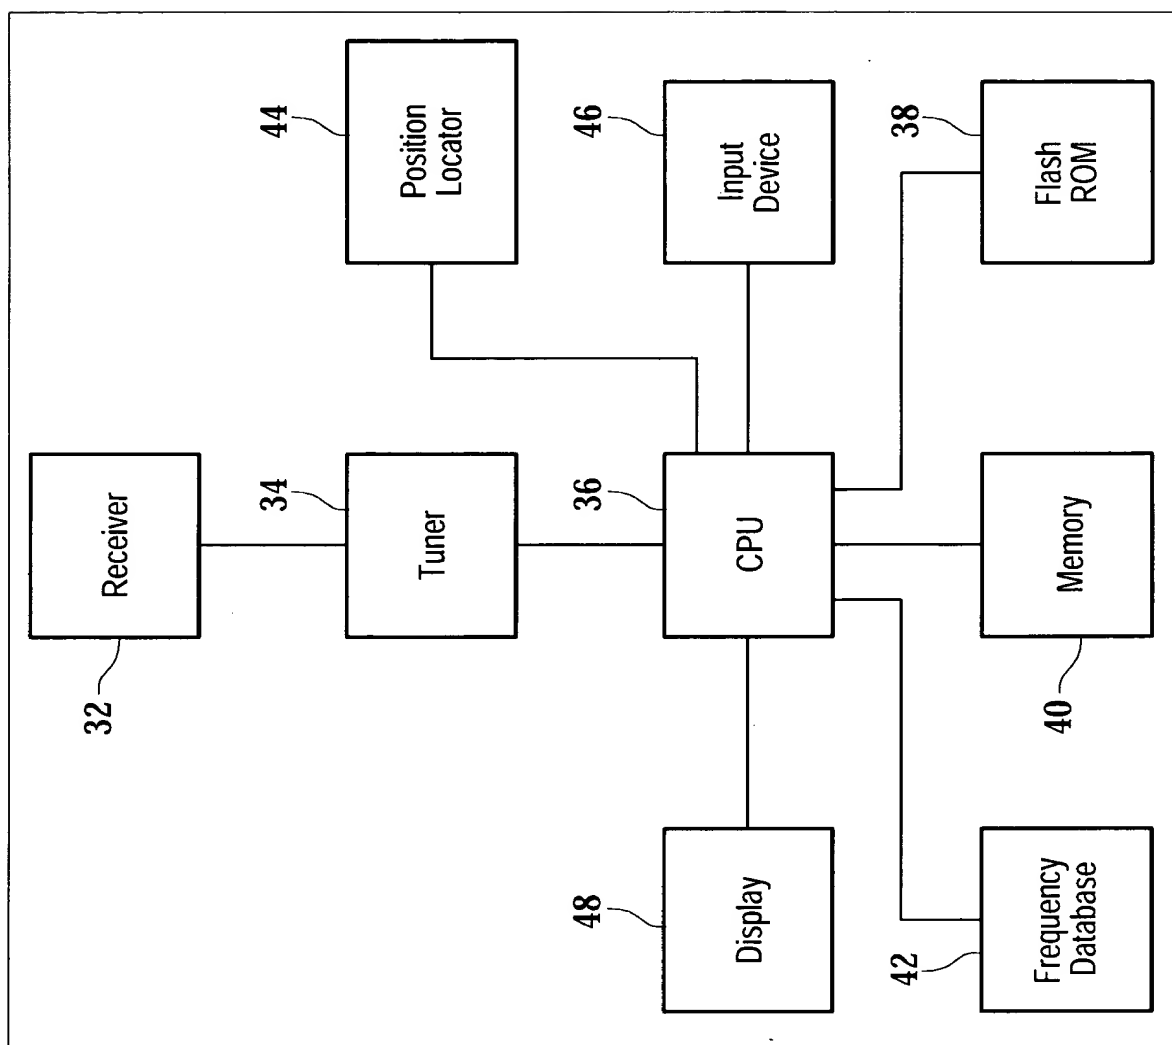 44
Position
Locator
46
Input
Device
38
Flash
ROM
Receiver
32
34
Tuner
36
CPU
Memory
40
48
Display
42
Frequency
Database